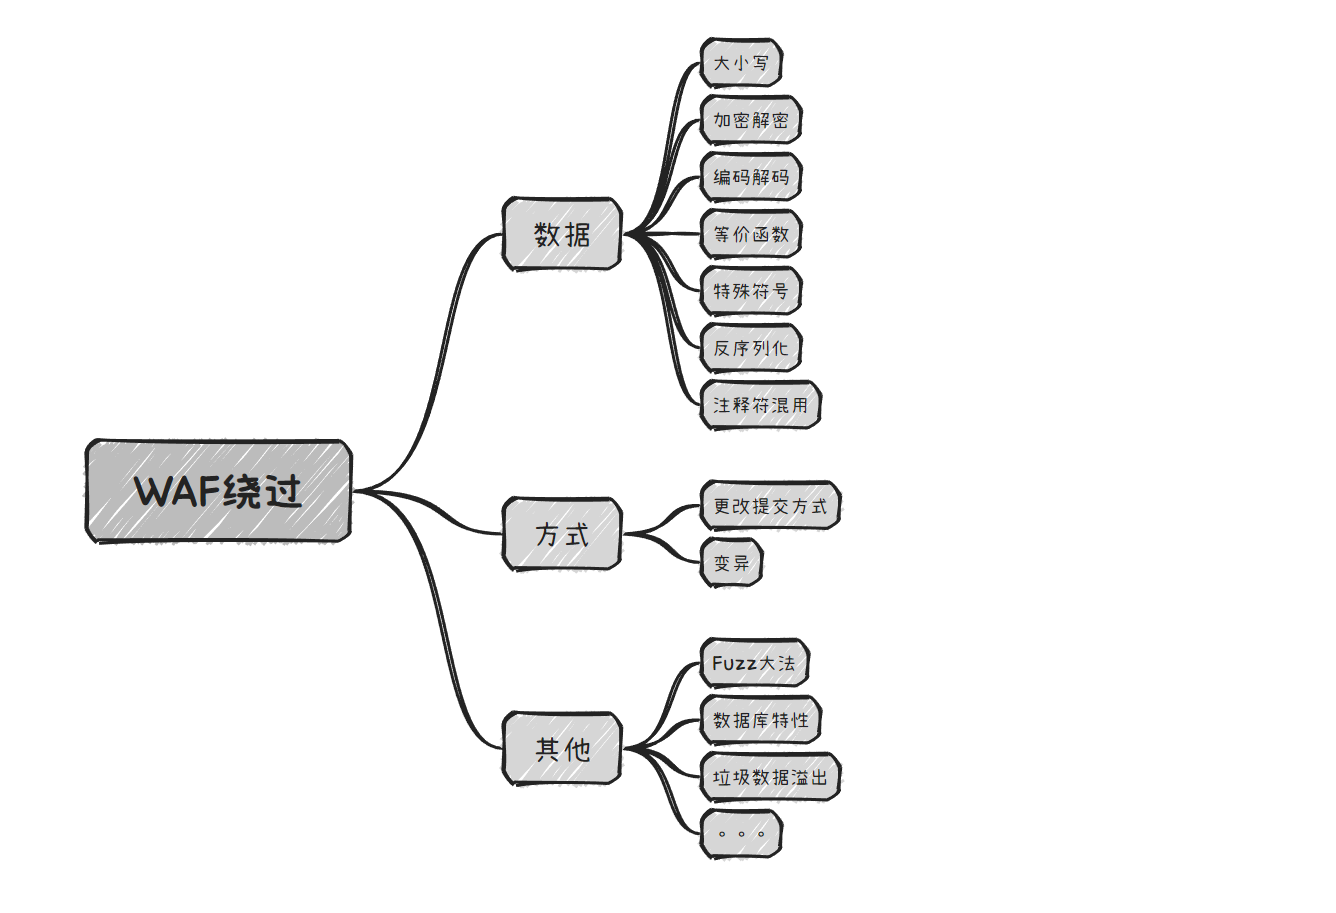 WAF绕过
数据
大小写
加密解密
编码解码
等价函数
特殊符号
反序列化
注释符混用
方式
更改提交方式
变异
其他
Fuzz大法
数据库特性
垃圾数据溢出
。。。